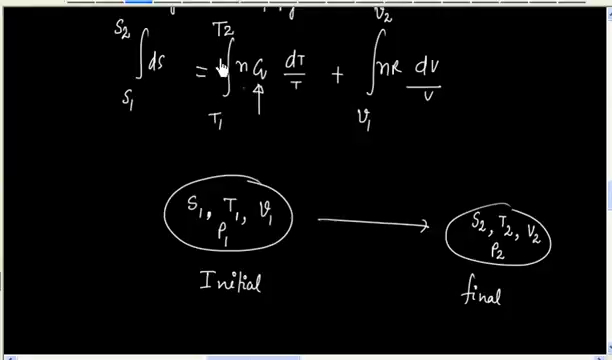 S2 T2 V2
∫ds = ∫ n Cv dT/T + ∫ nR dV/V
S1 T1 V1
S1, T1, V1
P1
S2, T2, V2
P2
Initial
final